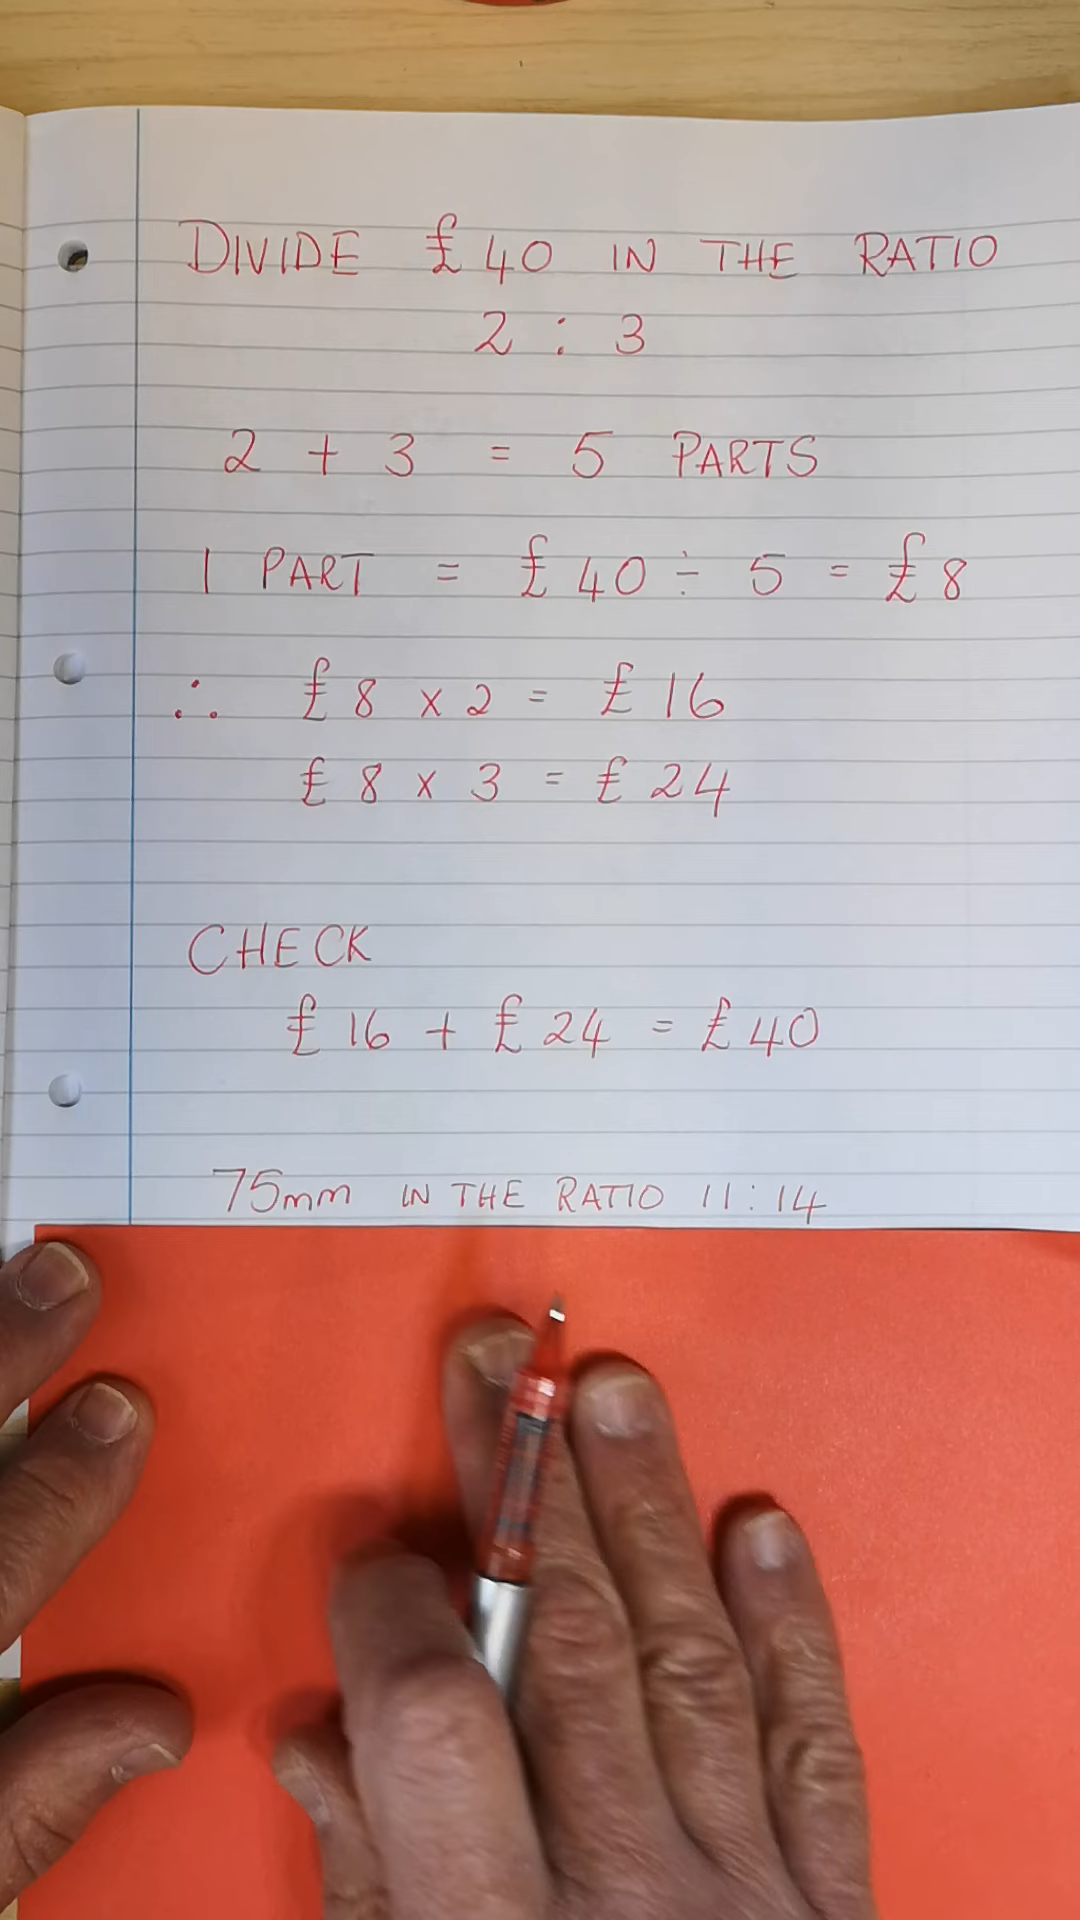 DIVIDE £40 IN THE RATIO
2 : 3
2 + 3 = 5 PARTS
1 PART = £40 ÷ 5 = £8
∴ £8 × 2 = £16
£8 × 3 = £24
CHECK
£16 + £24 = £40
75mm IN THE RATIO 11:14